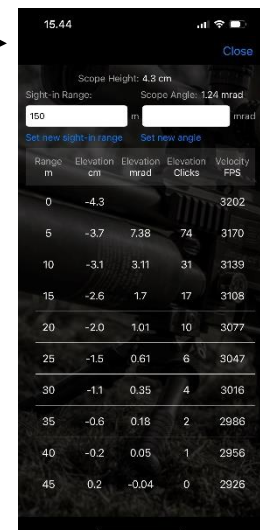 15.44
Close
Scope Height: 4.3 cm
Sight-in Range: Scope Angle: 1.24 mrad
150 m mrad
Set new sight-in range Set new angle
Range Elevation Elevation Elevation Velocity
m cm mrad Clicks FPS
0 -4.3 3202
5 -3.7 7.38 74 3170
10 -3.1 3.11 31 3139
15 -2.6 1.7 17 3108
20 -2.0 1.01 10 3077
25 -1.5 0.61 6 3047
30 -1.1 0.35 4 3016
35 -0.6 0.18 2 2986
40 -0.2 0.05 1 2956
45 0.2 -0.04 0 2926